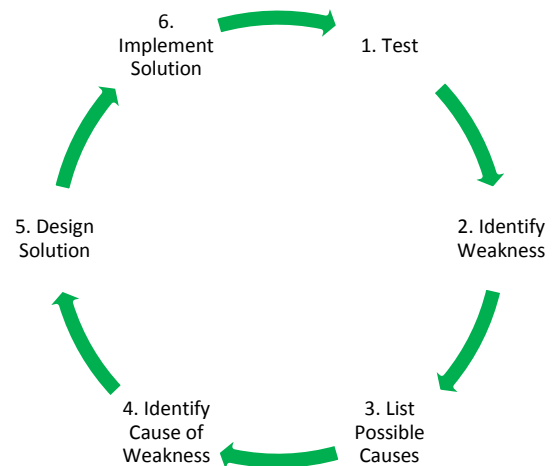 1. Test
2. Identify
Weakness
3. List
Possible
Causes
4. Identify
Cause of
Weakness
5. Design
Solution
6.
Implement
Solution